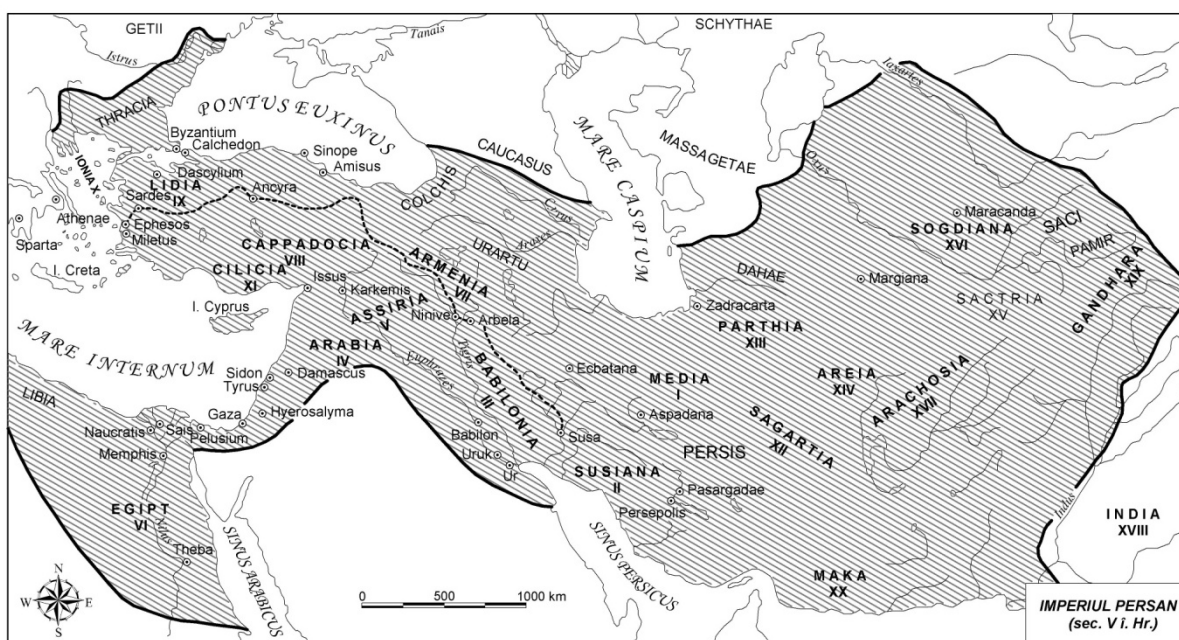 GETII
Istrus
Tanais
SCHYTHAE
Iaxartes
THRACIA
PONTUS EUXINUS
Byzantium
Calchedon
Sinope
Amisus
CAUCASUS
MASSAGETAE
Oxus
IONIA X
Dascylium
LIDIA
IX
Sardes
Ancyra
COLCHIS
MARE CASPIUM
Athenae
Sparta
Ephesos
Miletus
CAPPADOCIA
VIII
ARMENIA
VII
URARTU
Araxes
Maracanda
SOGDIANA
XVI
SACI
PAMIR
I. Creta
CILICIA
XI
Issus
Karkemis
ASSIRIA
V
Ninive
Arbela
DAHAE
Zadracarta
Margiana
SACTRIA
XV
GANDHARA
XIX
I. Cyprus
PARTHIA
XIII
MARE INTERNUM
ARABIA
IV
Euphrates
Tigris
BABILONIA
III
Ecbatana
MEDIA
I
AREIA
XIV
ARACHOSIA
XVII
Sidon
Tyrus
Damascus
LIBIA
Gaza
Hyerosalyma
Aspadana
SAGARTIA
XII
Naucratis
Sais
Pelusium
Babilon
Susa
Memphis
Uruk
Ur
SUSIANA
II
PERSIS
Pasargadae
Persepolis
EGIPT
VI
Nilus
Theba
SINUS ARABICUS
SINUS PERSICUS
Indus
INDIA
XVIII
MAKA
XX
N
W E
S
0 500 1000 km
IMPERIUL PERSAN
(sec. V î. Hr.)